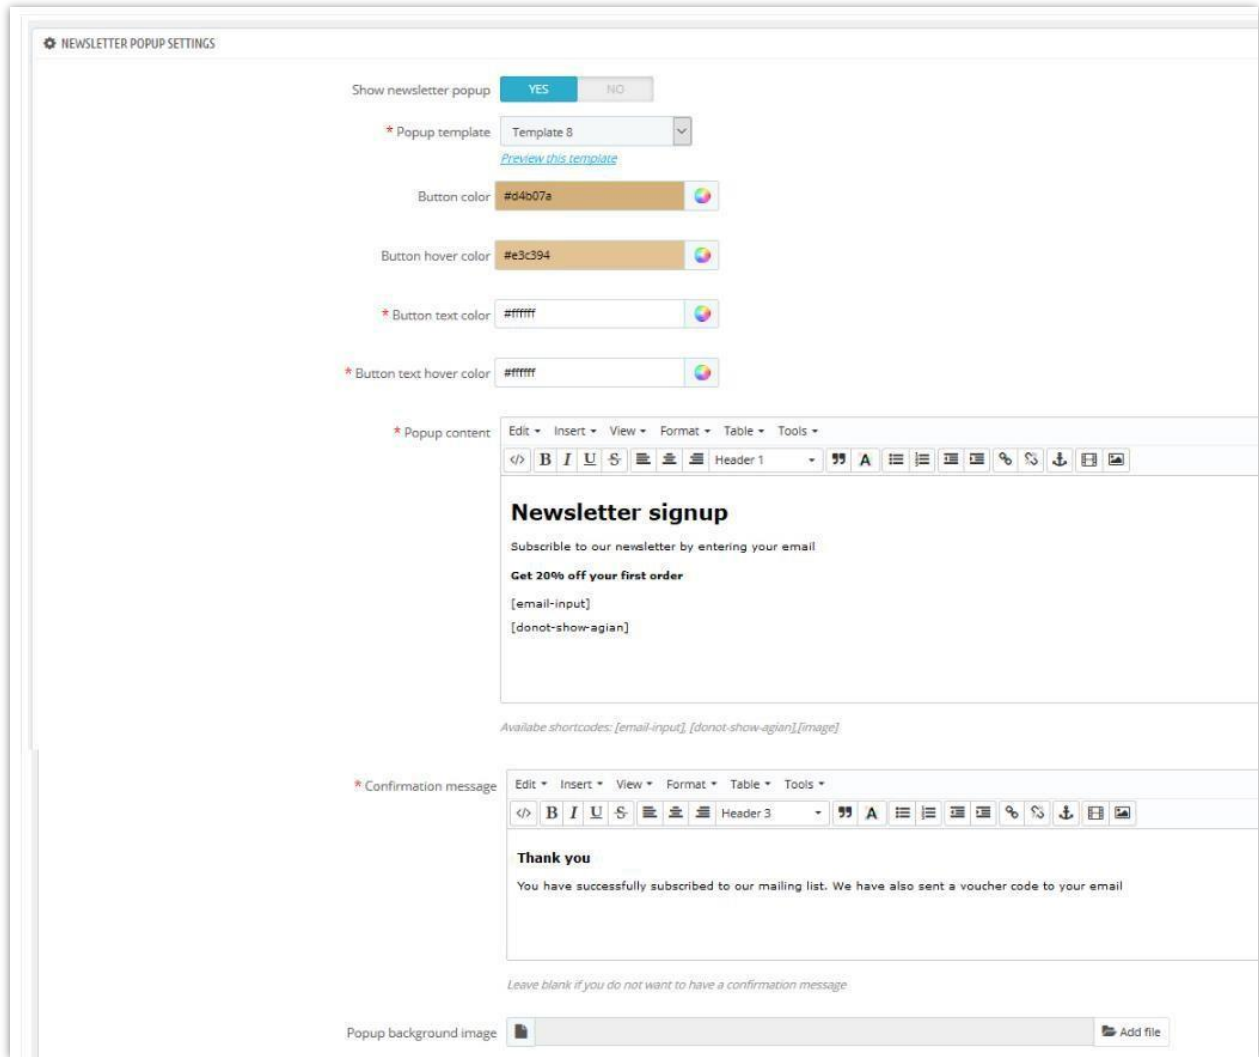 NEWSLETTER POPUP SETTINGS
Show newsletter popup YES NO
* Popup template Template 8
Preview this template
Button color #d4b07a
Button hover color #e3c394
* Button text color #ffffff
* Button text hover color #ffffff
* Popup content Edit Insert View Format Table Tools
</> B I U S Header 1 A
Newsletter signup
Subscrible to our newsletter by entering your email
Get 20% off your first order
[email-input]
[donot-show-agian]
Availabe shortcodes: [email-input], [donot-show-agian],[image]
* Confirmation message Edit Insert View Format Table Tools
</> B I U S Header 3 A
Thank you
You have successfully subscribed to our mailing list. We have also sent a voucher code to your email
Leave blank if you do not want to have a confirmation message
Popup background image Add file